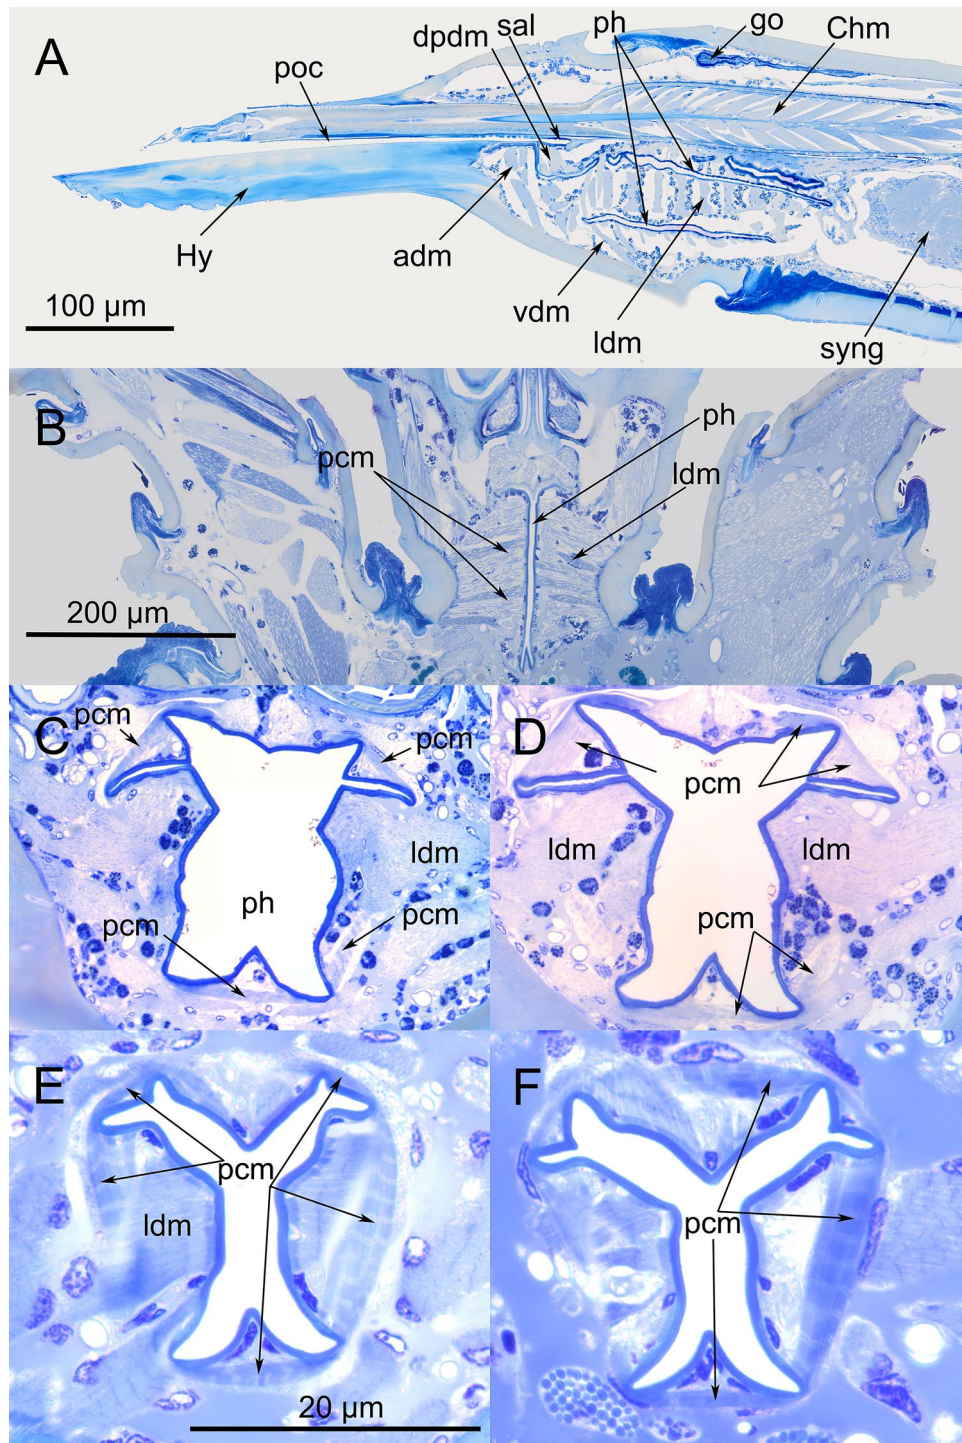 A
poc
dpdm
sal
ph
go
Chm
Hy
adm
vdm
ldm
syng
100 µm
B
pcm
ph
ldm
200 µm
C
pcm
pcm
ldm
ph
pcm
pcm
D
pcm
ldm
ldm
pcm
E
pcm
ldm
20 µm
F
pcm